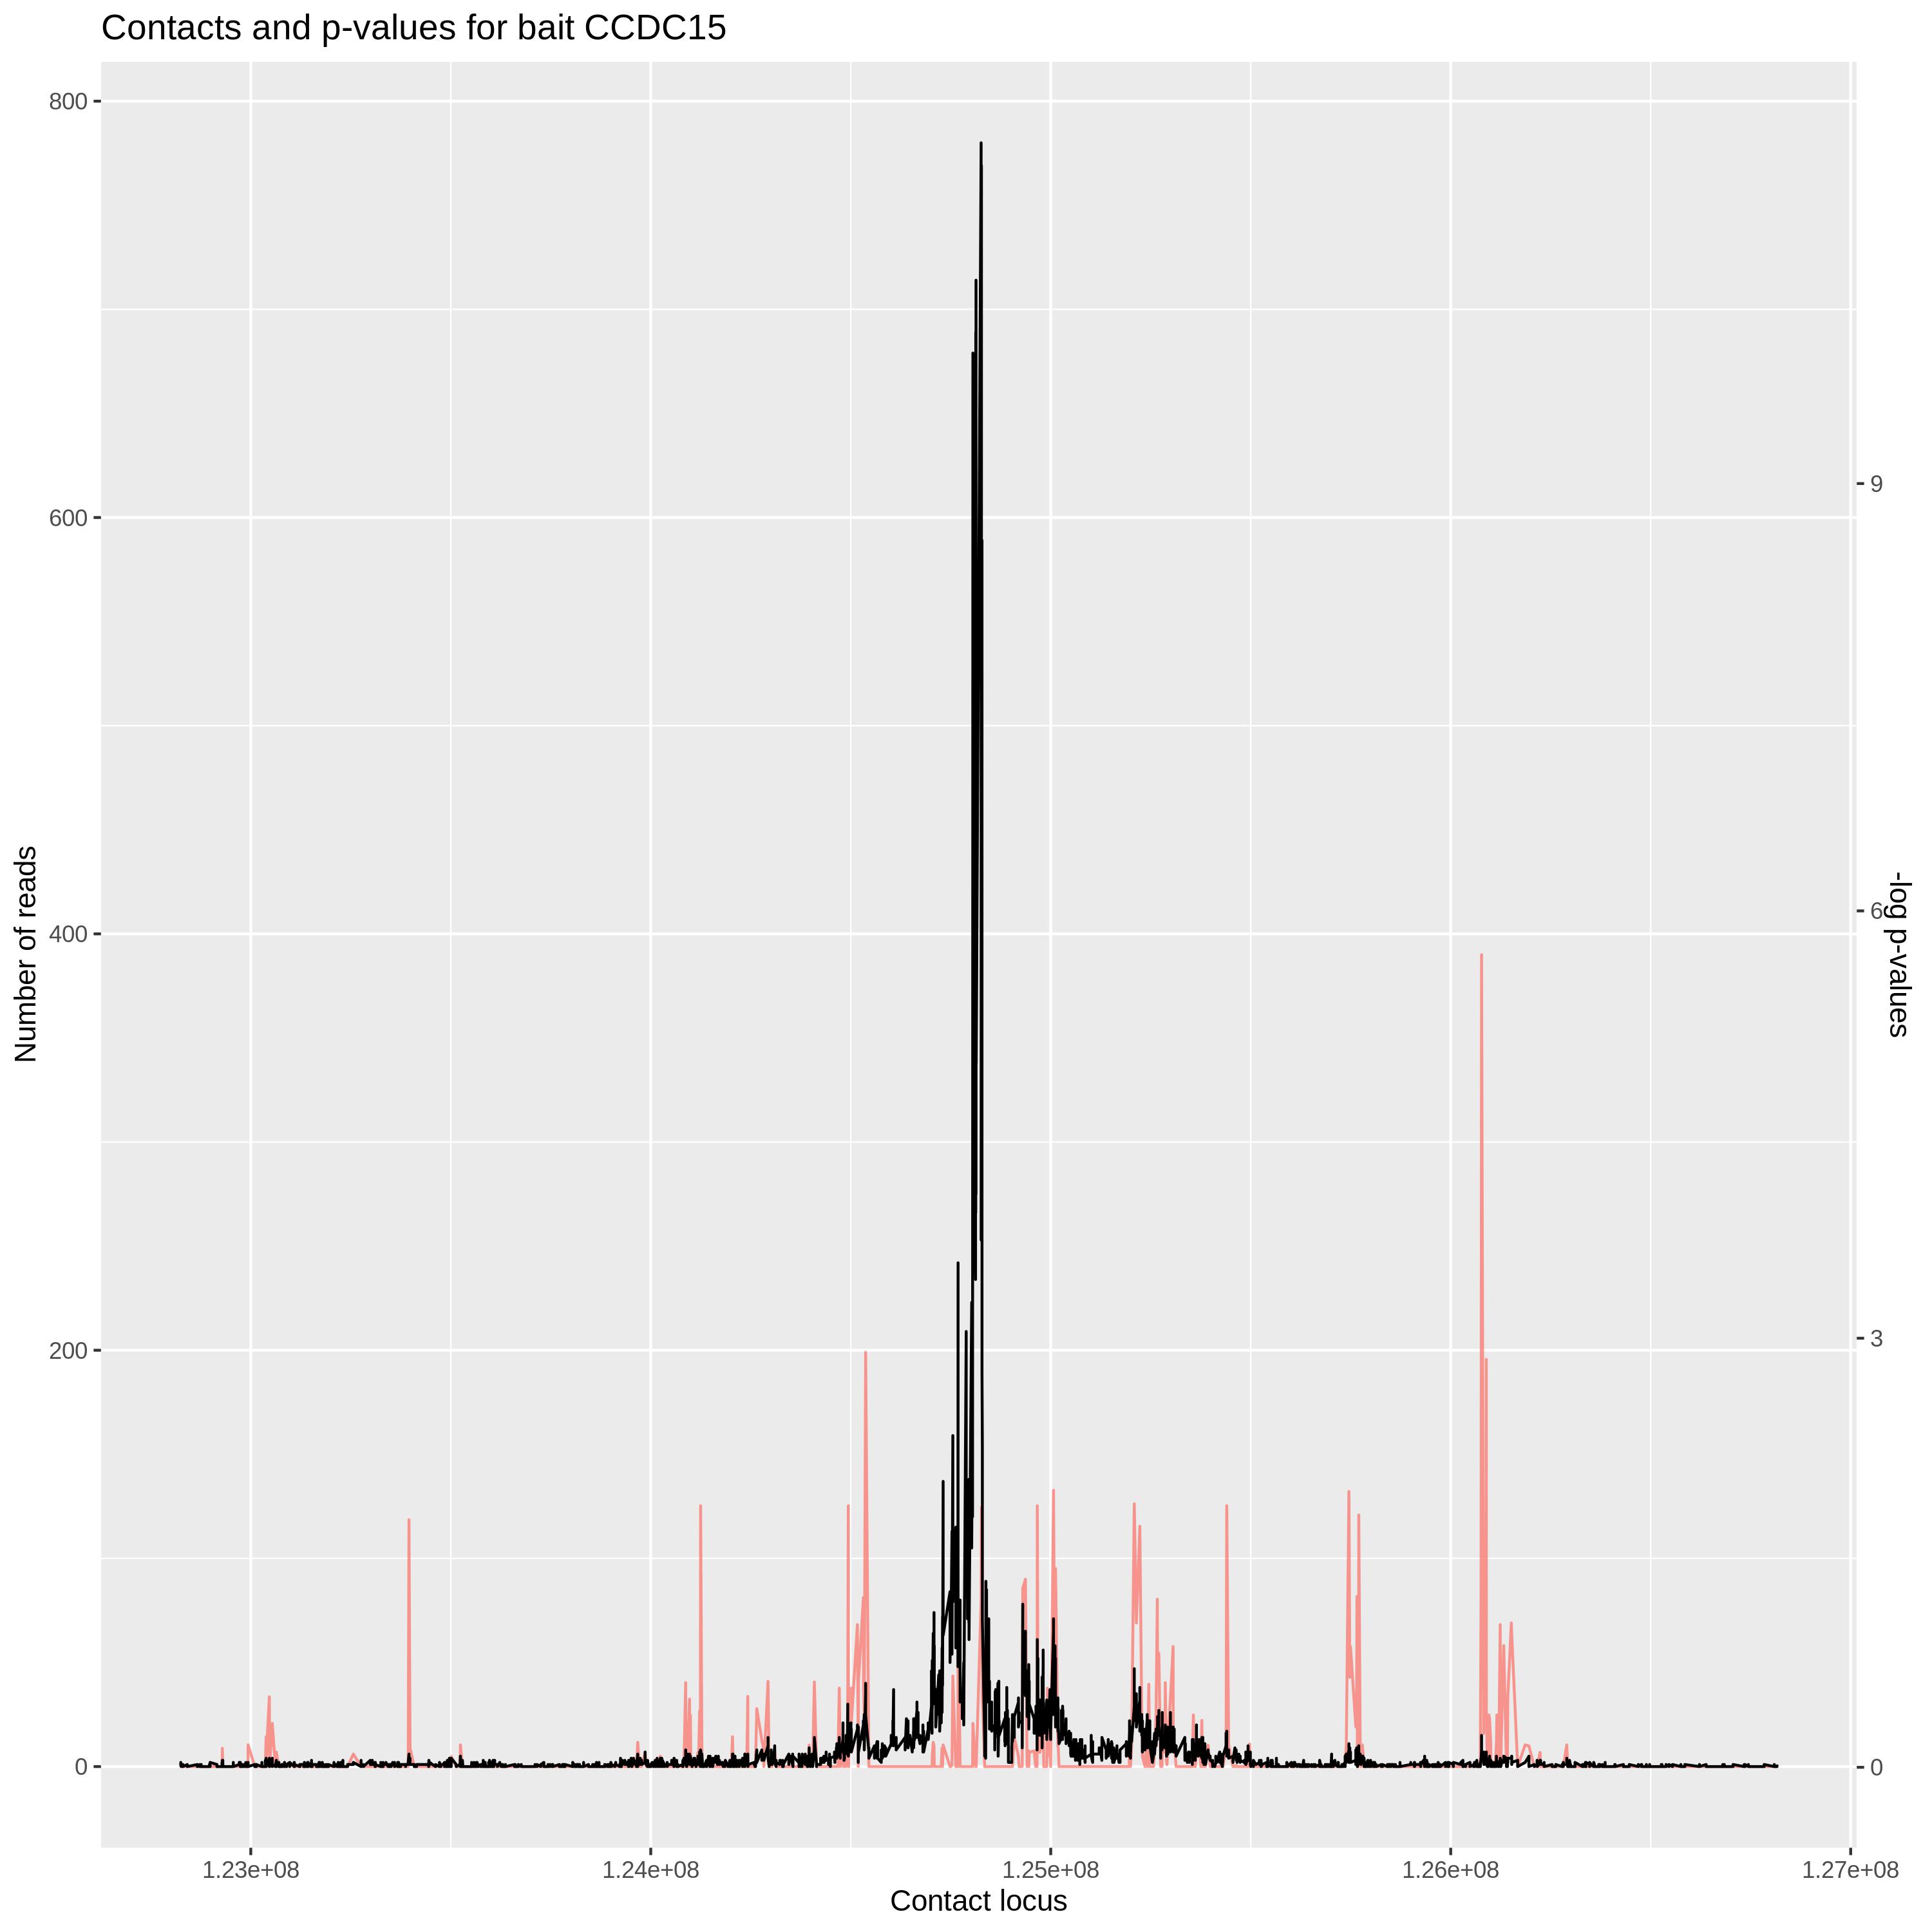 Contacts and p-values for bait CCDC15
800
600
400
200
0
Number of reads
9
6
3
0
-log p-values
1.23e+08
1.24e+08
1.25e+08
1.26e+08
1.27e+08
Contact locus